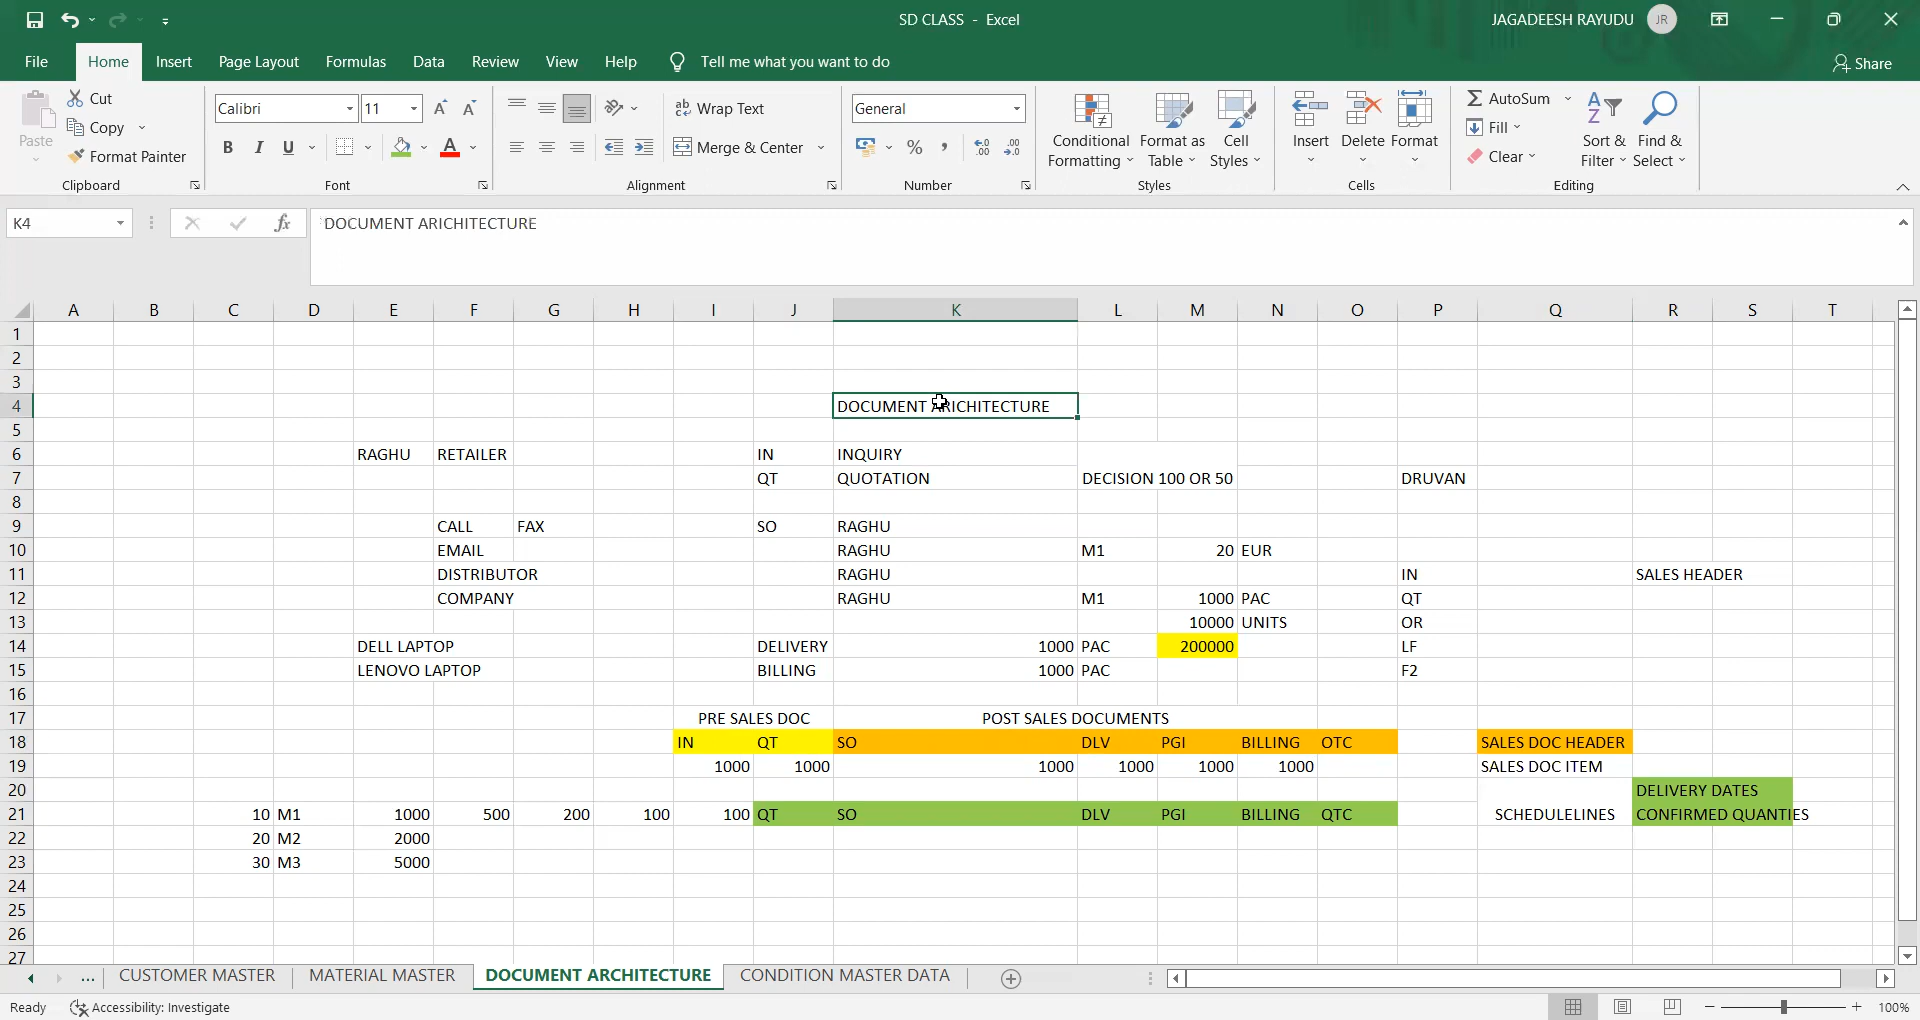 SD CLASS - Excel
JAGADEESH RAYUDU JR
File Home Insert Page Layout Formulas Data Review View Help Tell me what you want to do Share
Paste Cut Copy Format Painter Clipboard
Calibri 11 B I U A Font
ab Wrap Text Merge & Center Alignment
General % , Number
Conditional Formatting Format as Table Cell Styles Styles
Insert Delete Format Cells
AutoSum Fill Clear Sort & Filter Find & Select Editing
K4 fx DOCUMENT ARICHITECTURE
A B C D E F G H I J K L M N O P Q R S T
1
2
3
4 DOCUMENT ARICHITECTURE
5
6 RAGHU RETAILER IN INQUIRY
7 QT QUOTATION DECISION 100 OR 50 DRUVAN
8
9 CALL FAX SO RAGHU
10 EMAIL RAGHU M1 20 EUR
11 DISTRIBUTOR RAGHU IN SALES HEADER
12 COMPANY RAGHU M1 1000 PAC QT
13 10000 UNITS OR
14 DELL LAPTOP DELIVERY 1000 PAC 200000 LF
15 LENOVO LAPTOP BILLING 1000 PAC F2
16
17 PRE SALES DOC POST SALES DOCUMENTS
18 IN QT SO DLV PGI BILLING OTC SALES DOC HEADER
19 1000 1000 1000 1000 1000 1000 SALES DOC ITEM
20 DELIVERY DATES
21 10 M1 1000 500 200 100 100 QT SO DLV PGI BILLING QTC SCHEDULELINES CONFIRMED QUANTIES
22 20 M2 2000
23 30 M3 5000
24
25
26
27
... CUSTOMER MASTER MATERIAL MASTER DOCUMENT ARCHITECTURE CONDITION MASTER DATA
Ready Accessibility: Investigate 100%